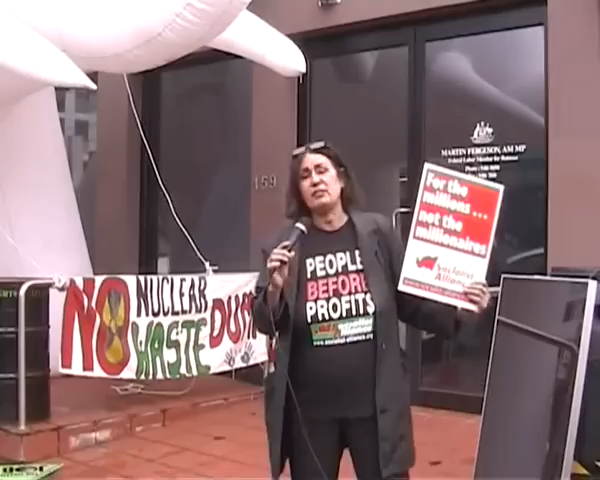 MARTIN FERGUSON, AM MP
Federal Labor Member for Batman
159
For the
millions ...
not the
millionaires
Socialist
Alliance
PEOPLE
BEFORE
PROFITS
NO
NUCLEAR
WASTE
DUM